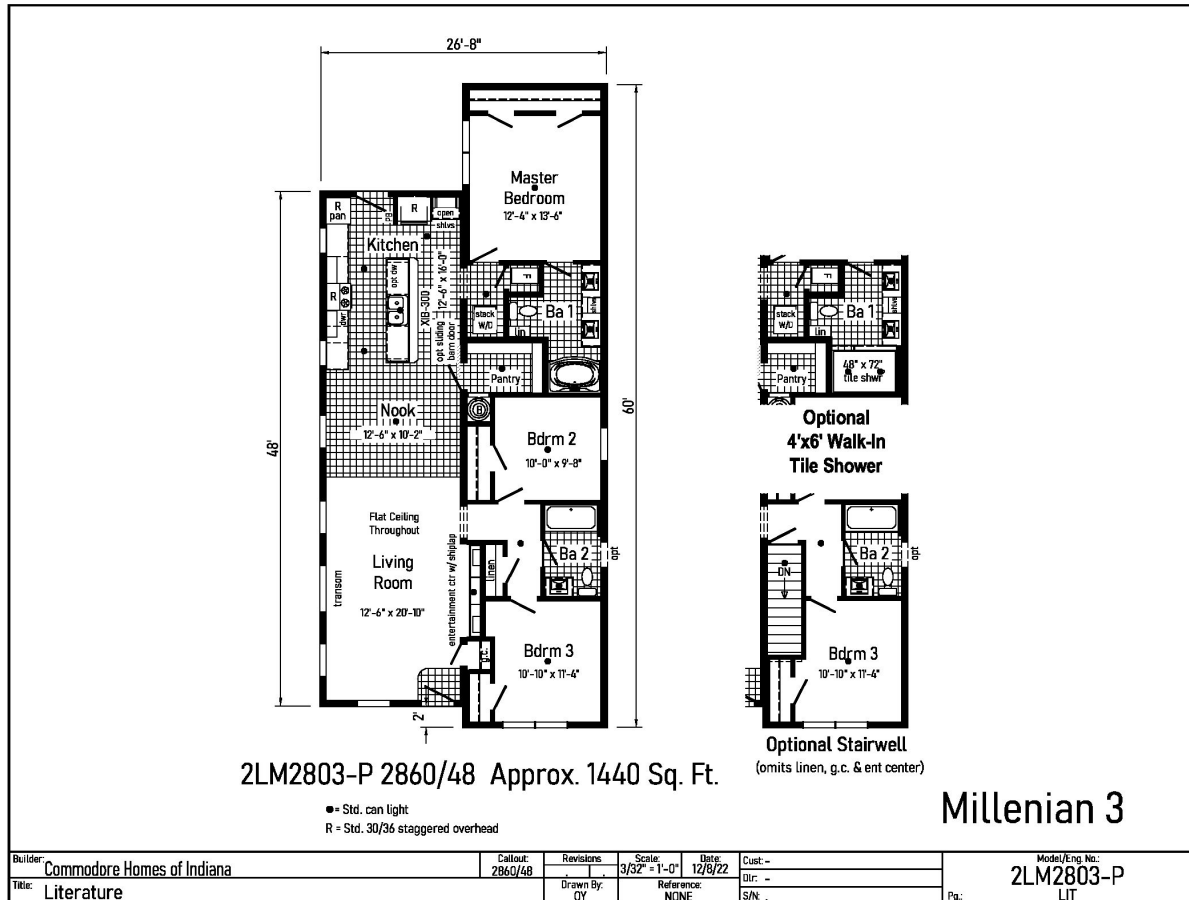 26'-8"
Master
Bedroom
12'-4" x 13'-6"
R
pan
PB
R
open
shlvs
Kitchen
12'-6" x 16'-0"
XIB-300
opt dw
R
dwr
opt sliding
barn door
F
stack
W/D
lin
Ba 1
shlvs
Pantry
Nook
12'-6" x 10'-2"
B
Bdrm 2
10'-0" x 9'-8"
48'
60'
Flat Ceiling
Throughout
Living
Room
12'-6" x 20'-10"
transom
entertainment ctr w/ shiplap
linen
Ba 2
opt
g.c.
Bdrm 3
10'-10" x 11'-4"
2'
F
stack
W/D
lin
Ba 1
shlvs
Pantry
48" x 72"
tile shwr
Optional
4'x6' Walk-In
Tile Shower
Ba 2
opt
DN
Bdrm 3
10'-10" x 11'-4"
Optional Stairwell
(omits linen, g.c. & ent center)
2LM2803-P 2860/48 Approx. 1440 Sq. Ft.
= Std. can light
R = Std. 30/36 staggered overhead
Millenian 3
Builder: Commodore Homes of Indiana
Title: Literature
Callout:
2860/48
Revisions
Drawn By:
OY
Scale:
3/32" = 1'-0"
Date:
12/8/22
Reference:
NONE
Cust: -
Dlr: -
S/N: .
Model/Eng. No.:
2LM2803-P
Pg.: LIT